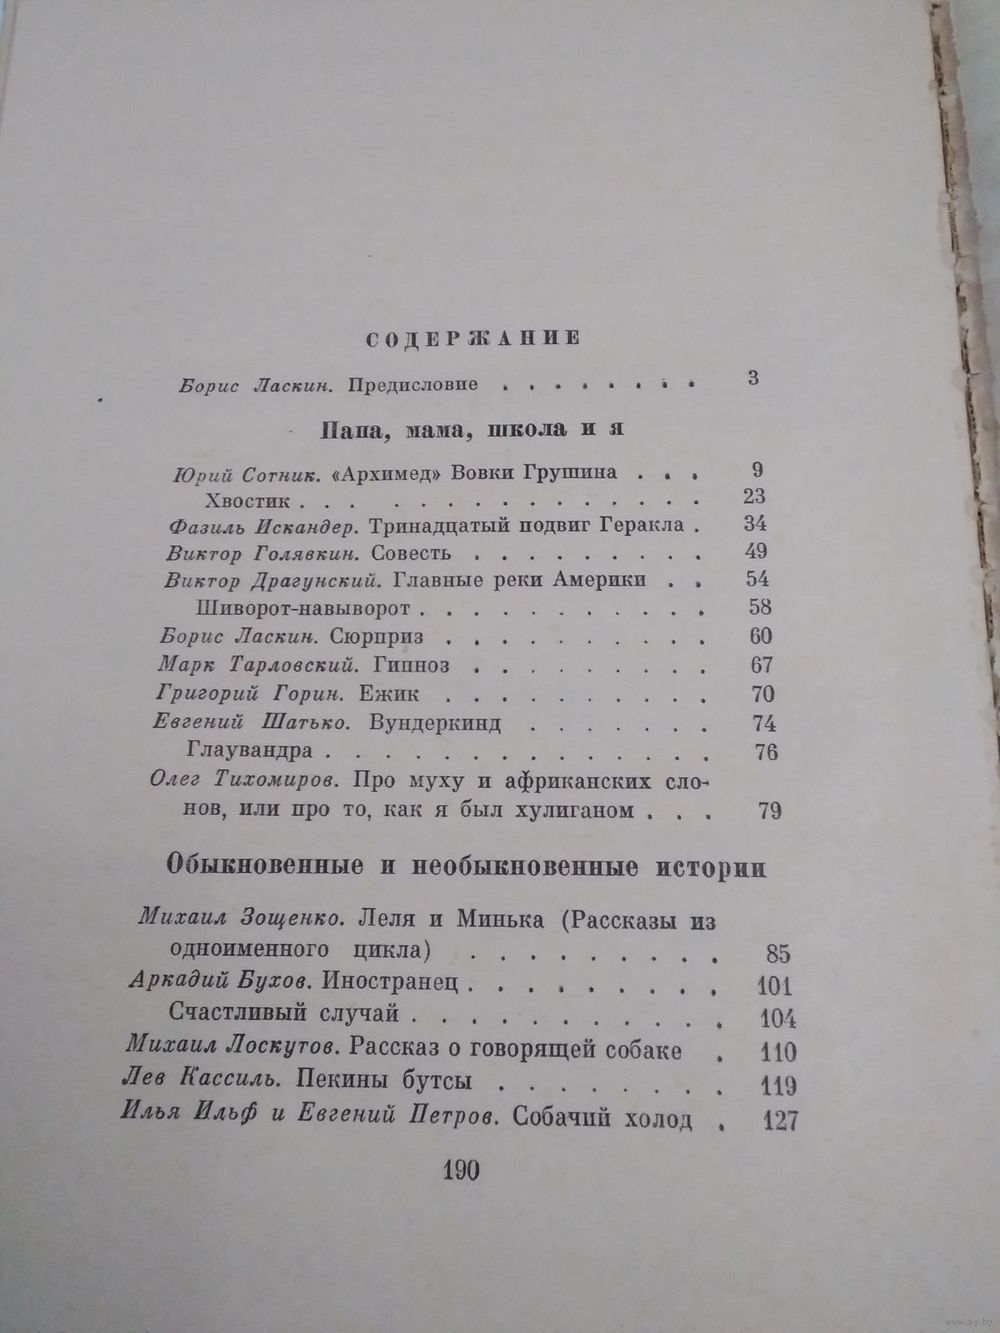 СОДЕРЖАНИЕ
Борис Ласкин. Предисловие . . . . . . . . 3
Папа, мама, школа и я
Юрий Сотник. «Архимед» Вовки Грушина . . . 9
Хвостик . . . . . . . . . . . . . . 23
Фазиль Искандер. Тринадцатый подвиг Геракла . 34
Виктор Голявкин. Совесть . . . . . . . . . 49
Виктор Драгунский. Главные реки Америки . . 54
Шиворот-навыворот . . . . . . . . . . . 58
Борис Ласкин. Сюрприз . . . . . . . . . . 60
Марк Тарловский. Гипноз . . . . . . . . . 67
Григорий Горин. Ежик . . . . . . . . . . 70
Евгений Шатько. Вундеркинд . . . . . . . 74
Глаувандра . . . . . . . . . . . . . . 76
Олег Тихомиров. Про муху и африканских сло-
нов, или про то, как я был хулиганом . . . 79
Обыкновенные и необыкновенные истории
Михаил Зощенко. Леля и Минька (Рассказы из
одноименного цикла) . . . . . . . . . 85
Аркадий Бухов. Иностранец . . . . . . . . . 101
Счастливый случай . . . . . . . . . . . 104
Михаил Лоскутов. Рассказ о говорящей собаке . 110
Лев Кассиль. Пекины бутсы . . . . . . . . 119
Илья Ильф и Евгений Петров. Собачий холод . 127
190
www.ay.by